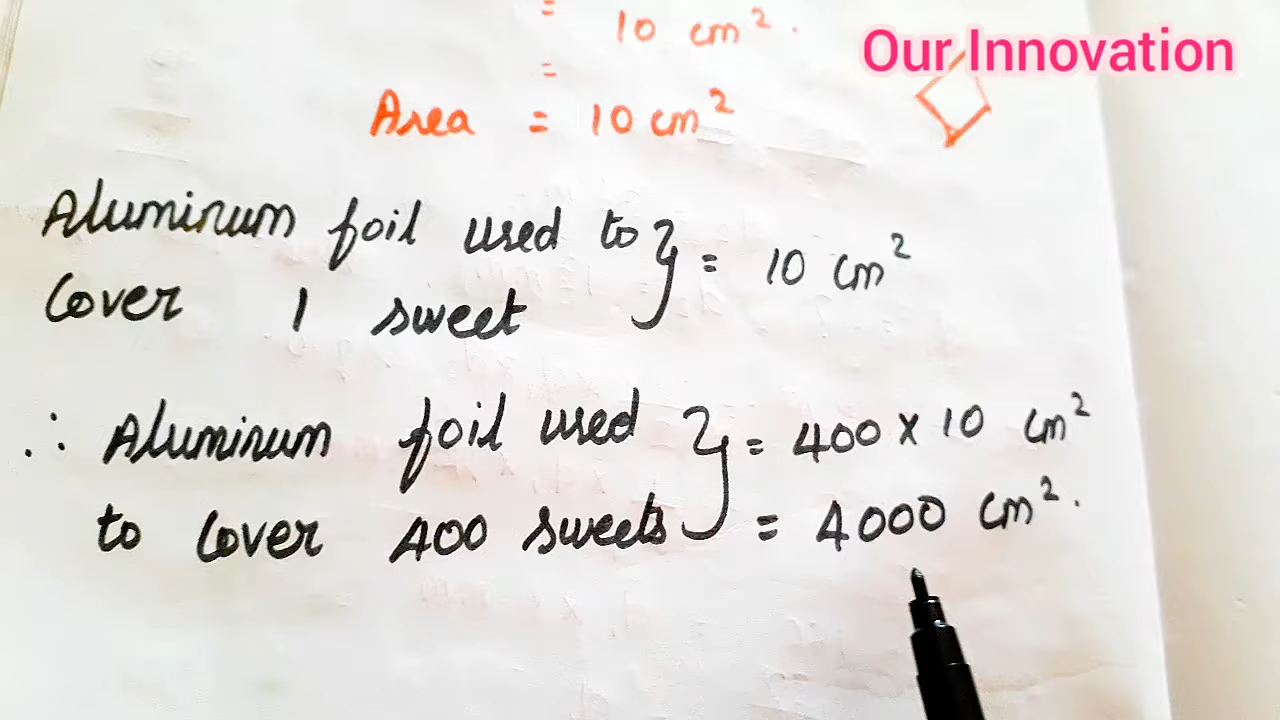 = 10 cm².
Our Innovation
=
Area = 10 cm²
Aluminum foil used to } = 10 cm²
cover 1 sweet
∴ Aluminum foil used } = 400 x 10 cm²
to cover 400 sweets = 4000 cm².